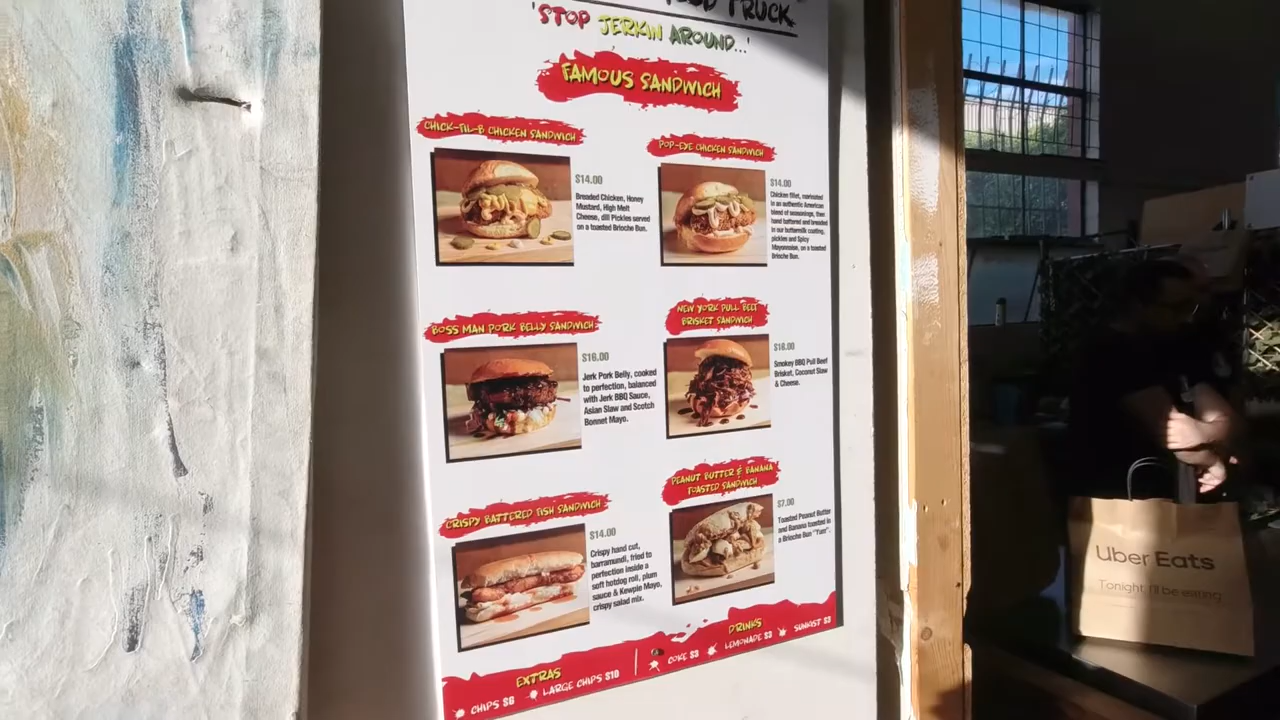 TRUCK
'STOP JERKIN AROUND...'
FAMOUS SANDWICH
CHICK-FIL-B CHICKEN SANDWICH
$14.00
Breaded Chicken, Honey
Mustard, High Melt
Cheese, dill Pickles served
on a toasted Brioche Bun.
POP-EYE CHICKEN SANDWICH
$14.00
Chicken fillet, marinated
in an authentic American
blend of seasonings, then
hand battered and breaded
in our buttermilk coating,
pickles and Spicy
Mayonnaise, on a toasted
Brioche Bun.
BOSS MAN PORK BELLY SANDWICH
$16.00
Jerk Pork Belly, cooked
to perfection, balanced
with Jerk BBQ Sauce,
Asian Slaw and Scotch
Bonnet Mayo.
NEW YORK PULL BEEF
BRISKET SANDWICH
$16.00
Smokey BBQ Pull Beef
Brisket, Coconut Slaw
& Cheese.
CRISPY BATTERED FISH SANDWICH
$14.00
Crispy hand cut,
barramundi, fried to
perfection inside a
soft hotdog roll, plum
sauce & Kewpie Mayo,
crispy salad mix.
PEANUT BUTTER & BANANA
TOASTED SANDWICH
$7.00
Toasted Peanut Butter
and Banana toasted in
a Brioche Bun "Yum".
EXTRAS
CHIPS $6 LARGE CHIPS $10
DRINKS
COKE $3 LEMONADE $3 SUNKIST $3
Uber Eats
Tonight I'll be eating